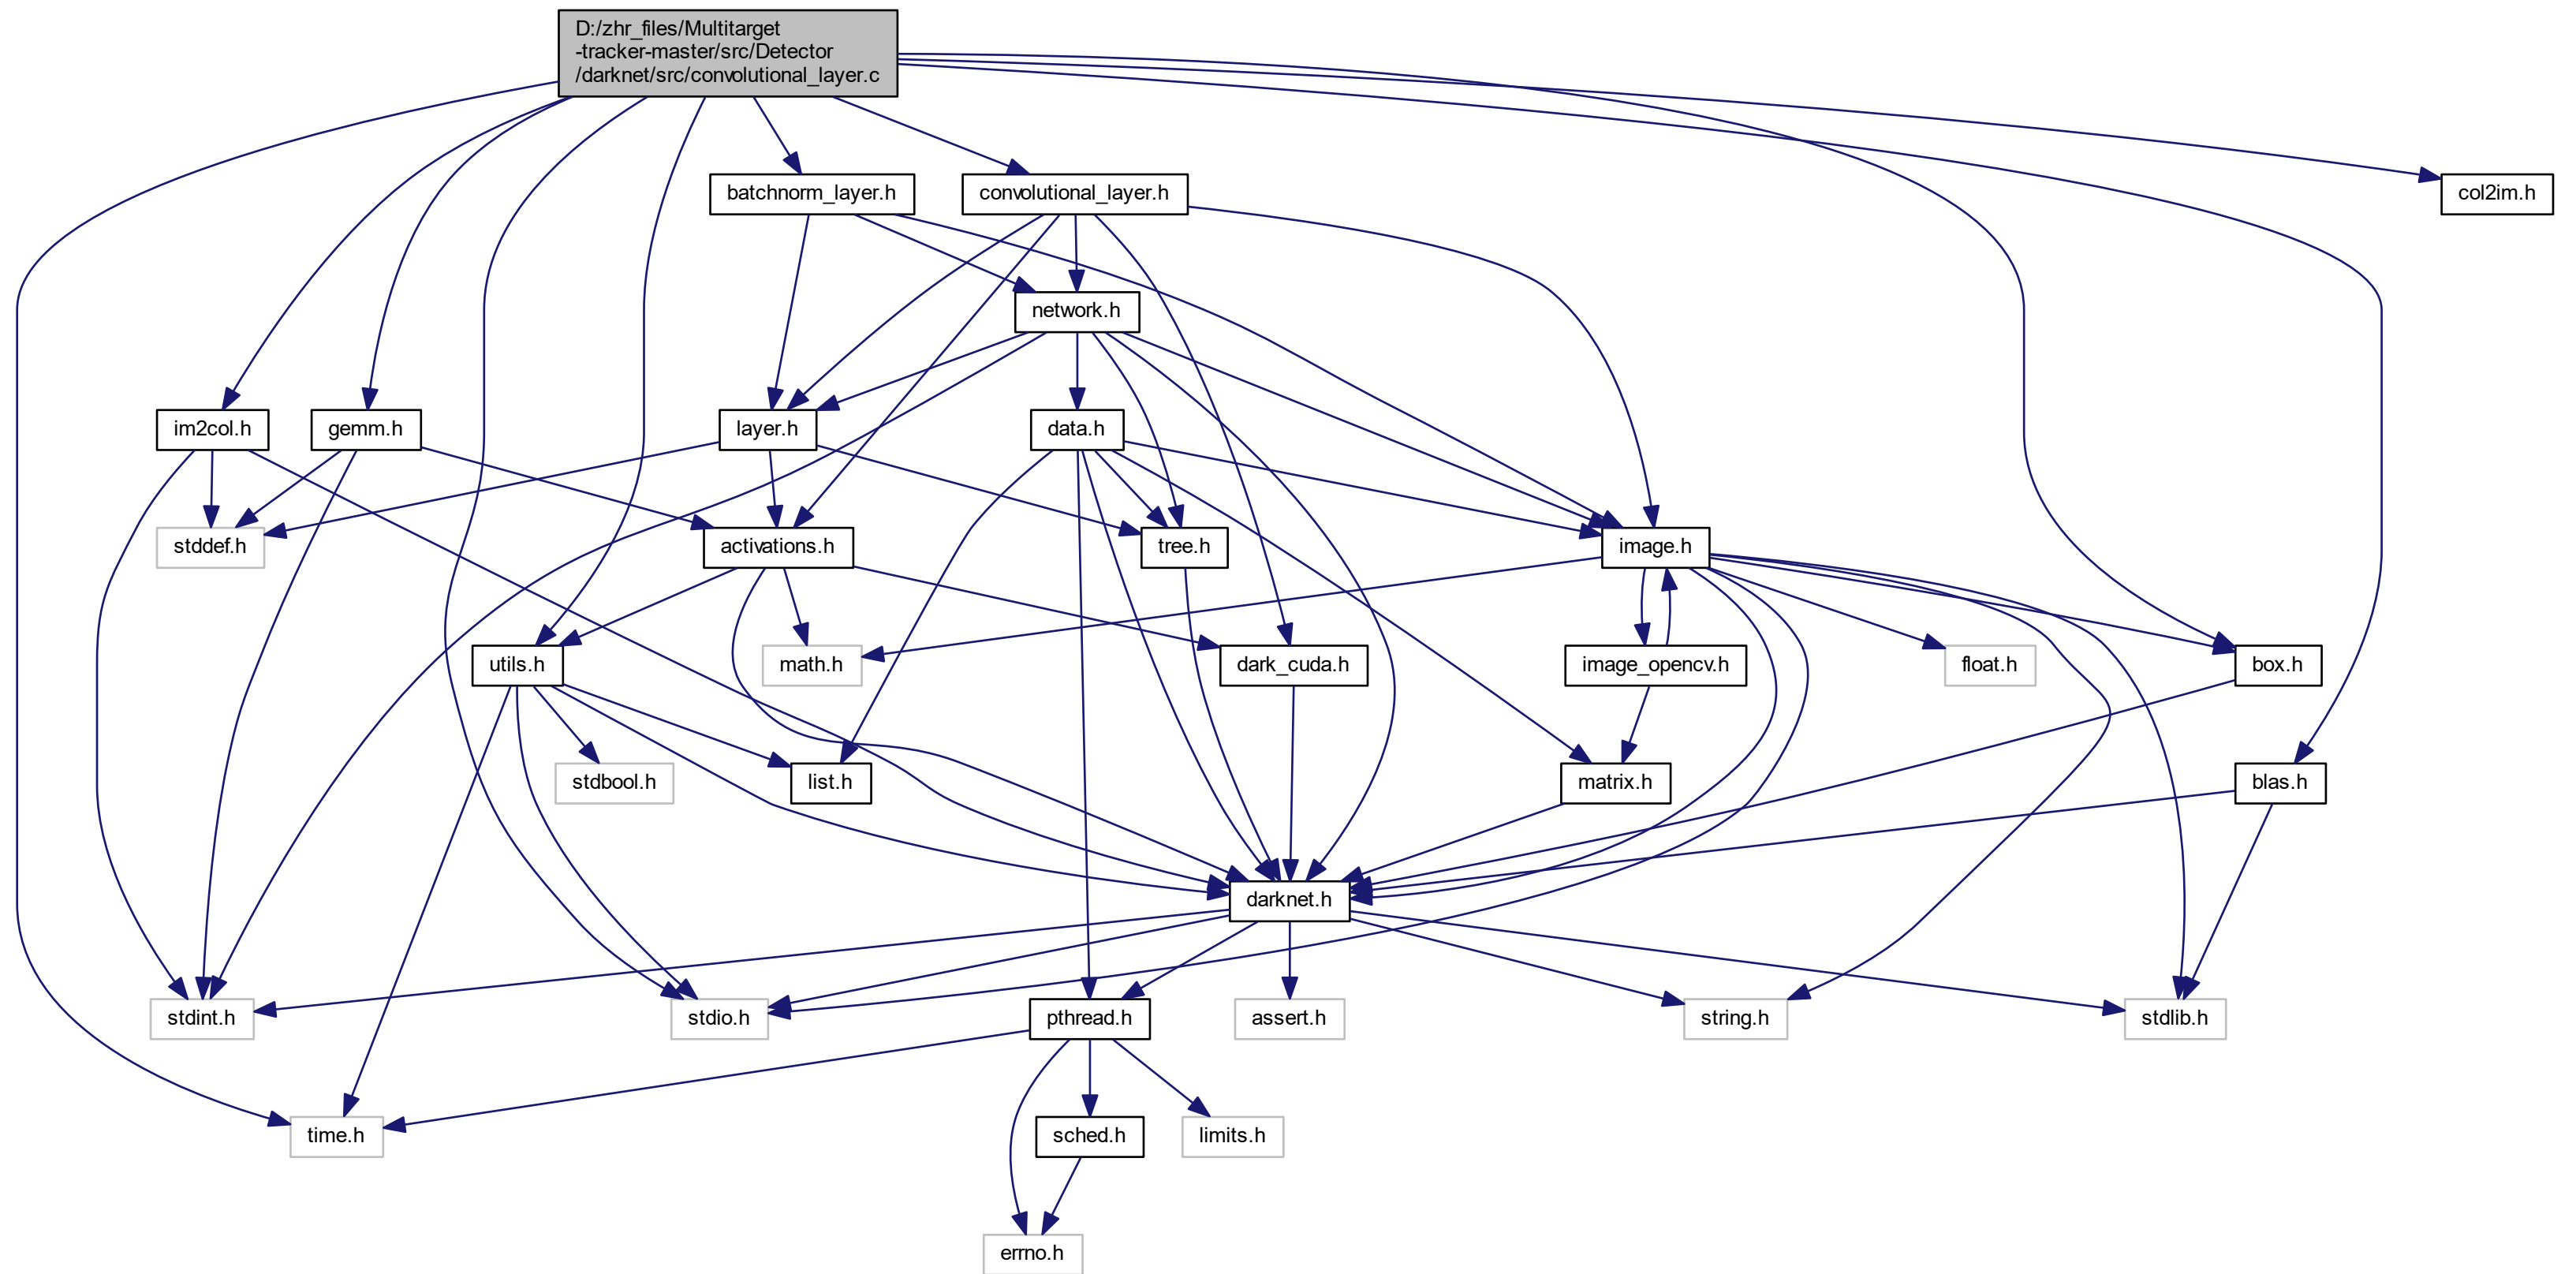 D:/zhr_files/Multitarget
-tracker-master/src/Detector
/darknet/src/convolutional_layer.c
batchnorm_layer.h
convolutional_layer.h
col2im.h
network.h
im2col.h
gemm.h
layer.h
data.h
stddef.h
activations.h
tree.h
image.h
utils.h
math.h
dark_cuda.h
image_opencv.h
float.h
box.h
stdbool.h
list.h
matrix.h
blas.h
darknet.h
stdint.h
stdio.h
pthread.h
assert.h
string.h
stdlib.h
time.h
sched.h
limits.h
errno.h